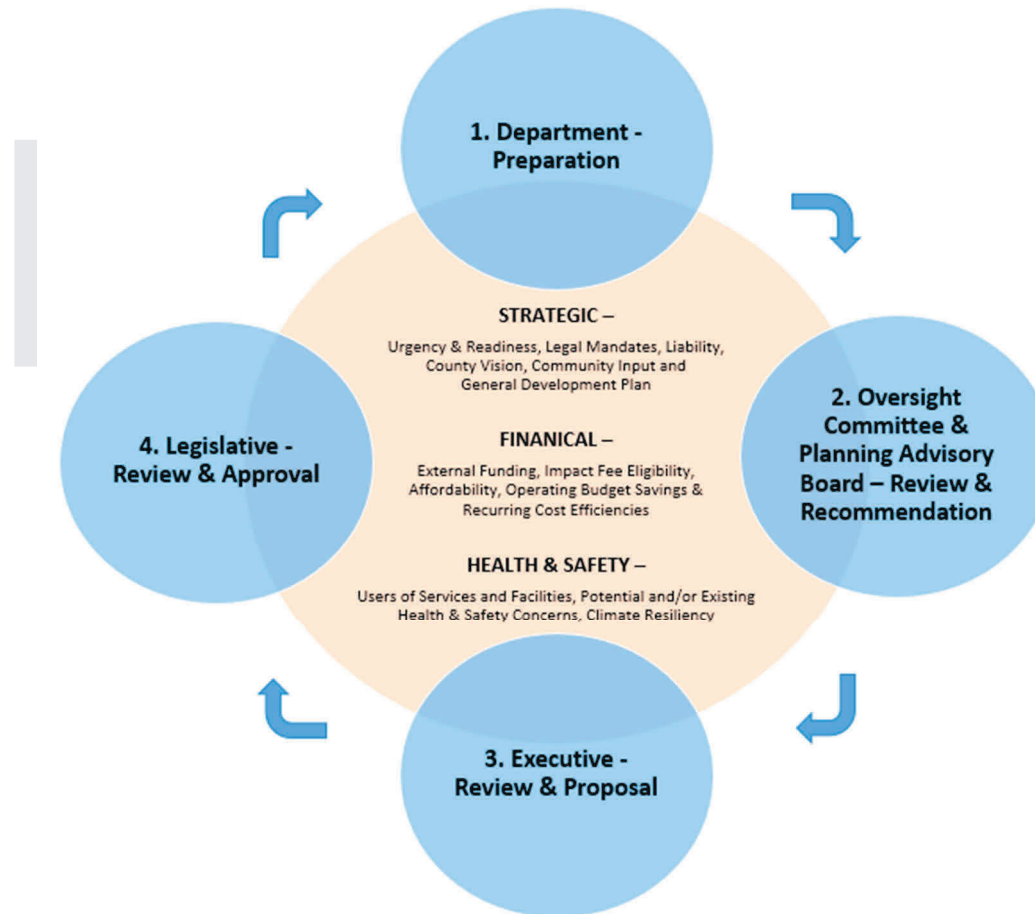 1. Department -
Preparation
STRATEGIC –
Urgency & Readiness, Legal Mandates, Liability,
County Vision, Community Input and
General Development Plan
2. Oversight
Committee &
Planning Advisory
Board – Review &
Recommendation
4. Legislative -
Review & Approval
FINANICAL –
External Funding, Impact Fee Eligibility,
Affordability, Operating Budget Savings &
Recurring Cost Efficiencies
HEALTH & SAFETY –
Users of Services and Facilities, Potential and/or Existing
Health & Safety Concerns, Climate Resiliency
3. Executive -
Review & Proposal